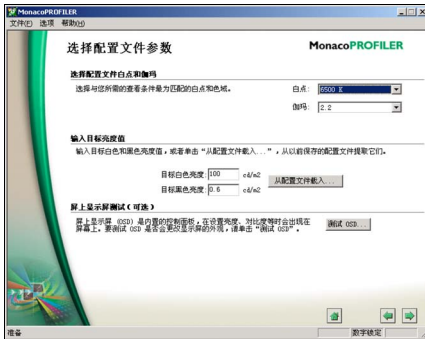 MonacoPROFILER
文件(F) 选项 帮助(H)
选择配置文件参数
MonacoPROFILER
选择配置文件白点和伽玛
选择与您所需的查看条件最为匹配的白点和色域。
白点: 6500 K
伽玛: 2.2
输入目标亮度值
输入目标白色和黑色亮度值，或者单击“从配置文件载入...”，从以前保存的配置文件提取它们。
目标白色亮度: 100 cd/m2
目标黑色亮度: 0.6 cd/m2
从配置文件载入...
屏上显示屏测试(可选)
屏上显示屏 (OSD) 是内置的控制面板，在设置亮度、对比度等时会出现在
屏幕上。要测试 OSD 是否会更改显示屏的外观，请单击“测试 OSD”。
测试 OSD...
准备
数字锁定